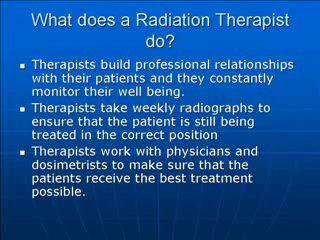 What does a Radiation Therapist
do?
Therapists build professional relationships
with their patients and they constantly
monitor their well being.
Therapists take weekly radiographs to
ensure that the patient is still being
treated in the correct position
Therapists work with physicians and
dosimetrists to make sure that the
patients receive the best treatment
possible.